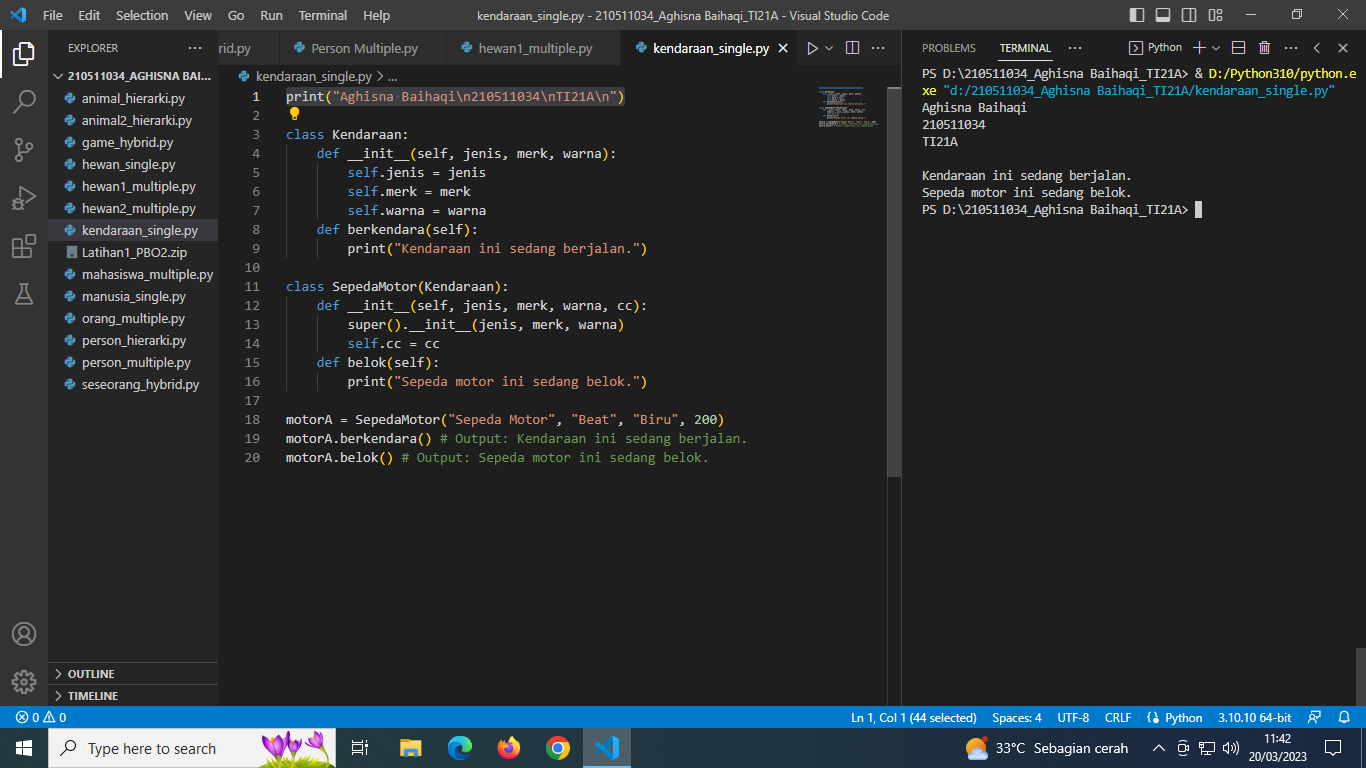 File Edit Selection View Go Run Terminal Help
kendaraan_single.py - 210511034_Aghisna Baihaqi_TI21A - Visual Studio Code
EXPLORER
210511034_AGHISNA BAI...
animal_hierarki.py
animal2_hierarki.py
game_hybrid.py
hewan_single.py
hewan1_multiple.py
hewan2_multiple.py
kendaraan_single.py
Latihan1_PBO2.zip
mahasiswa_multiple.py
manusia_single.py
orang_multiple.py
person_hierarki.py
person_multiple.py
seseorang_hybrid.py
OUTLINE
TIMELINE
rid.py Person Multiple.py hewan1_multiple.py kendaraan_single.py
kendaraan_single.py > ...
1 print("Aghisna Baihaqi\n210511034\nTI21A\n")
2
3 class Kendaraan:
4 def __init__(self, jenis, merk, warna):
5 self.jenis = jenis
6 self.merk = merk
7 self.warna = warna
8 def berkendara(self):
9 print("Kendaraan ini sedang berjalan.")
10
11 class SepedaMotor(Kendaraan):
12 def __init__(self, jenis, merk, warna, cc):
13 super().__init__(jenis, merk, warna)
14 self.cc = cc
15 def belok(self):
16 print("Sepeda motor ini sedang belok.")
17
18 motorA = SepedaMotor("Sepeda Motor", "Beat", "Biru", 200)
19 motorA.berkendara() # Output: Kendaraan ini sedang berjalan.
20 motorA.belok() # Output: Sepeda motor ini sedang belok.
PROBLEMS TERMINAL ... Python
PS D:\210511034_Aghisna Baihaqi_TI21A> & D:/Python310/python.e
xe "d:/210511034_Aghisna Baihaqi_TI21A/kendaraan_single.py"
Aghisna Baihaqi
210511034
TI21A
Kendaraan ini sedang berjalan.
Sepeda motor ini sedang belok.
PS D:\210511034_Aghisna Baihaqi_TI21A>
0 0
Ln 1, Col 1 (44 selected) Spaces: 4 UTF-8 CRLF Python 3.10.10 64-bit
Type here to search
33°C Sebagian cerah
11:42
20/03/2023